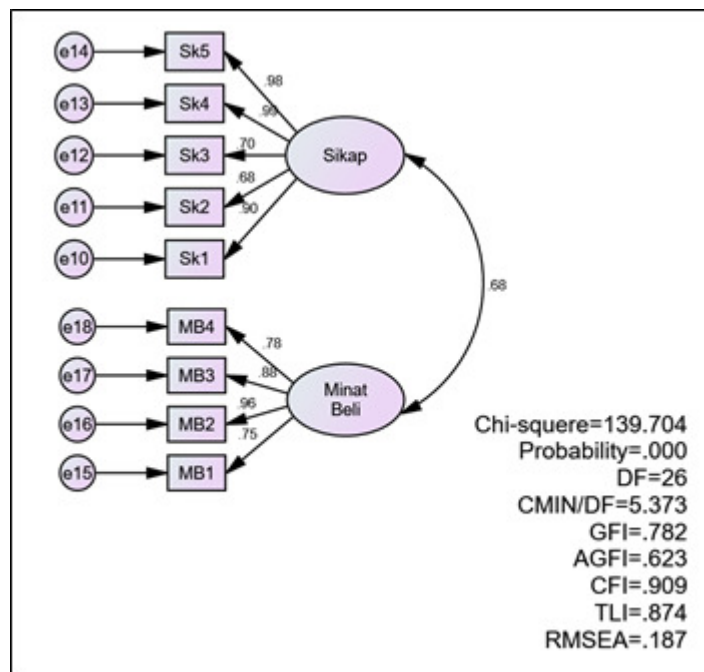 e14
Sk5
.98
e13
Sk4
.99
e12
Sk3
.70
Sikap
e11
Sk2
.68
e10
Sk1
.90
.68
e18
MB4
.78
e17
MB3
.88
Minat
Beli
e16
MB2
.96
e15
MB1
.75
Chi-squere=139.704
Probability=.000
DF=26
CMIN/DF=5.373
GFI=.782
AGFI=.623
CFI=.909
TLI=.874
RMSEA=.187